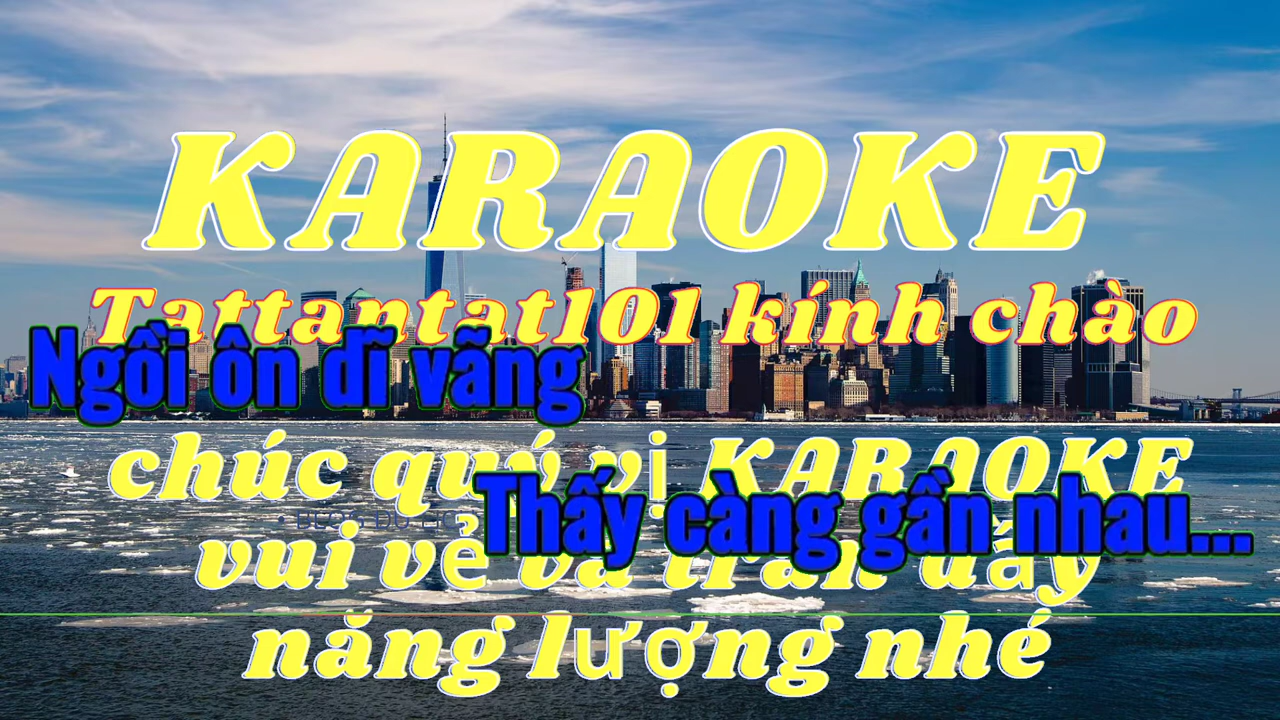 KARAOKE
Tattantat101 kính chào
Ngồi ôn dĩ vãng
chúc quý vị KARAOKE
Thấy càng gần nhau...
vui vẻ và tràn đầy
năng lượng nhé